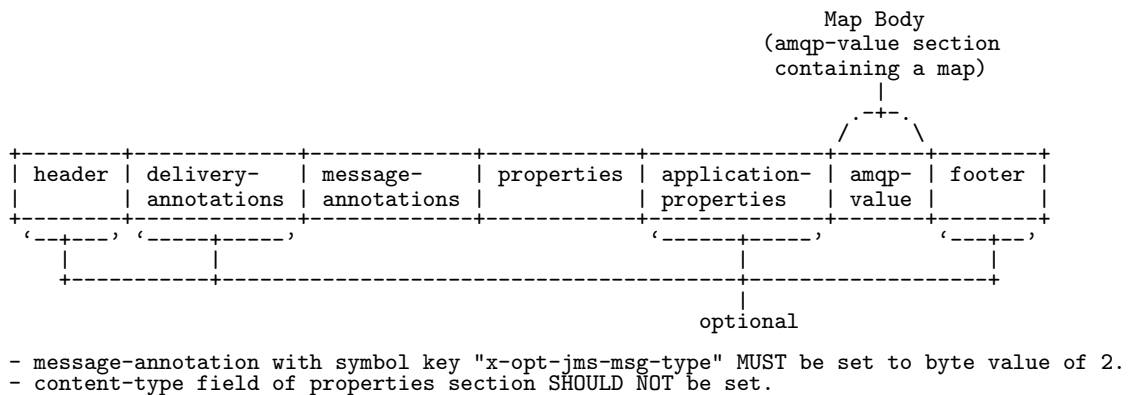 Map Body
(amqp-value section
containing a map)
|
.-+-.
/ \
+--------+-------------+-------------+------------+--------------+-------+--------+
| header | delivery- | message- | properties | application- | amqp- | footer |
| | annotations | annotations | | properties | value | |
+--------+-------------+-------------+------------+--------------+-------+--------+
‘--+---’ ‘-----+-----’ ‘------+-----’ ‘---+--’
| | | |
+-----------+---------------------------------------+-------------------+
|
optional
- message-annotation with symbol key "x-opt-jms-msg-type" MUST be set to byte value of 2.
- content-type field of properties section SHOULD NOT be set.